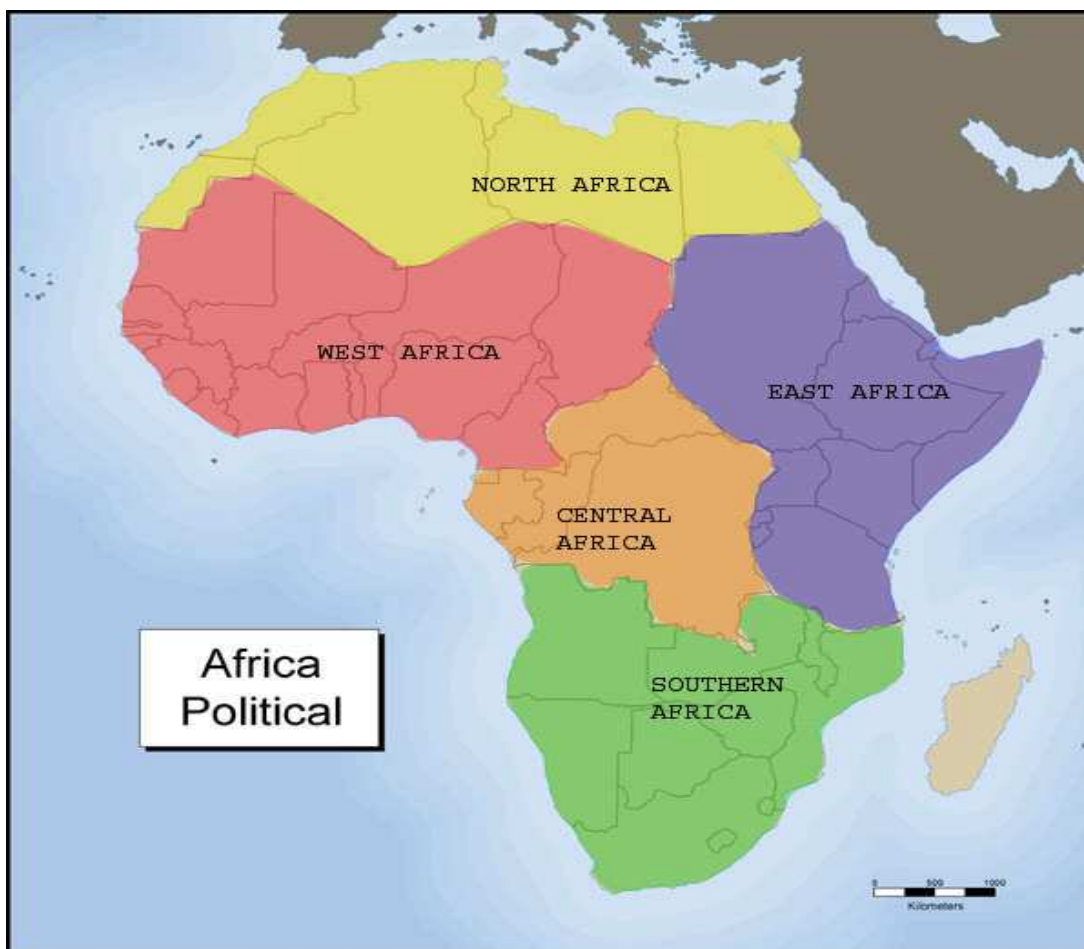 NORTH AFRICA
WEST AFRICA
EAST AFRICA
CENTRAL
AFRICA
SOUTHERN
AFRICA
Africa
Political
0 500 1000
Kilometers